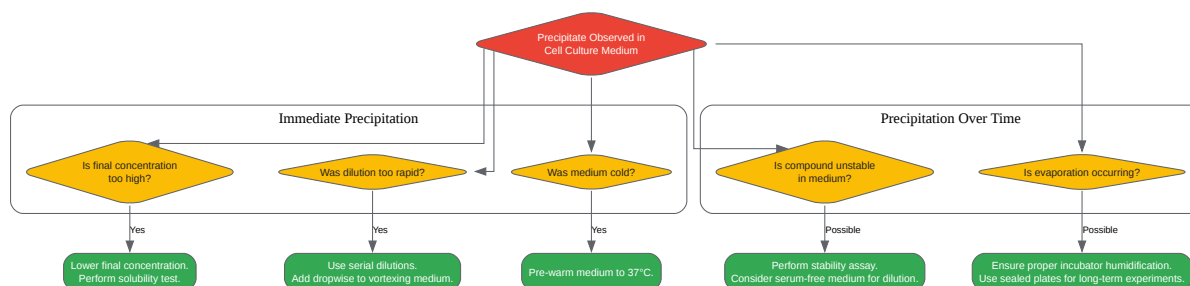 Precipitate Observed in
Cell Culture Medium
Immediate Precipitation
Precipitation Over Time
Is final concentration
too high?
Was dilution too rapid?
Was medium cold?
Is compound unstable
in medium?
Is evaporation occurring?
Yes
Yes
Yes
Possible
Possible
Lower final concentration.
Perform solubility test.
Use serial dilutions.
Add dropwise to vortexing medium.
Pre-warm medium to 37°C.
Perform stability assay.
Consider serum-free medium for dilution.
Ensure proper incubator humidification.
Use sealed plates for long-term experiments.